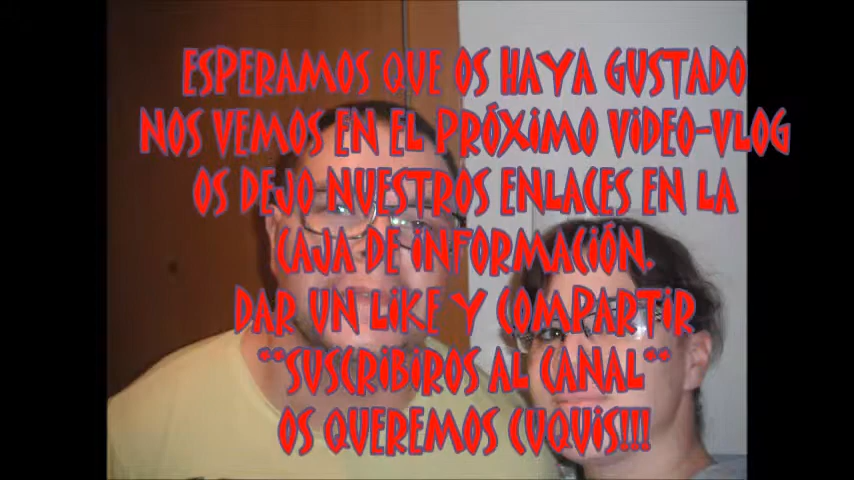 ESPERAMOS QUE OS HAYA GUSTADO
NOS VEMOS EN EL PRÓXIMO VIDEO-VLOG
OS DEJO NUESTROS ENLACES EN LA
CAJA DE INFORMACIÓN.
DAR UN LIKE Y COMPARTIR
**SUSCRIBIROS AL CANAL**
OS QUEREMOS CUQUIS!!!